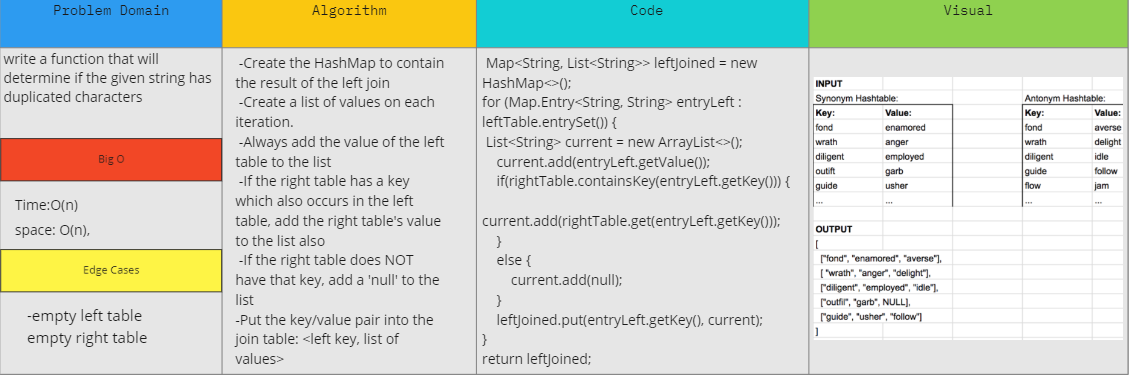 Problem Domain
write a function that will
determine if the given string has
duplicated characters
Big O
Time:O(n)
space: O(n),
Edge Cases
-empty left table
empty right table
Algorithm
-Create the HashMap to contain
the result of the left join
-Create a list of values on each
iteration.
-Always add the value of the left
table to the list
-If the right table has a key
which also occurs in the left
table, add the right table's value
to the list also
-If the right table does NOT
have that key, add a 'null' to the
list
-Put the key/value pair into the
join table: <left key, list of
values>
Code
Map<String, List<String>> leftJoined = new
HashMap<>();
for (Map.Entry<String, String> entryLeft :
leftTable.entrySet()) {
List<String> current = new ArrayList<>();
current.add(entryLeft.getValue());
if(rightTable.containsKey(entryLeft.getKey())) {
current.add(rightTable.get(entryLeft.getKey()));
}
else {
current.add(null);
}
leftJoined.put(entryLeft.getKey(), current);
}
return leftJoined;
Visual
INPUT
Synonym Hashtable: Antonym Hashtable:
Key: Value: Key: Value:
fond enamored fond averse
wrath anger wrath delight
diligent employed diligent idle
outift garb guide follow
guide usher flow jam
... ... ... ...
OUTPUT
[
["fond", "enamored", "averse"],
[ "wrath", "anger", "delight"],
["diligent", "employed", "idle"],
["outfil", "garb", NULL],
["guide", "usher", "follow"]
]